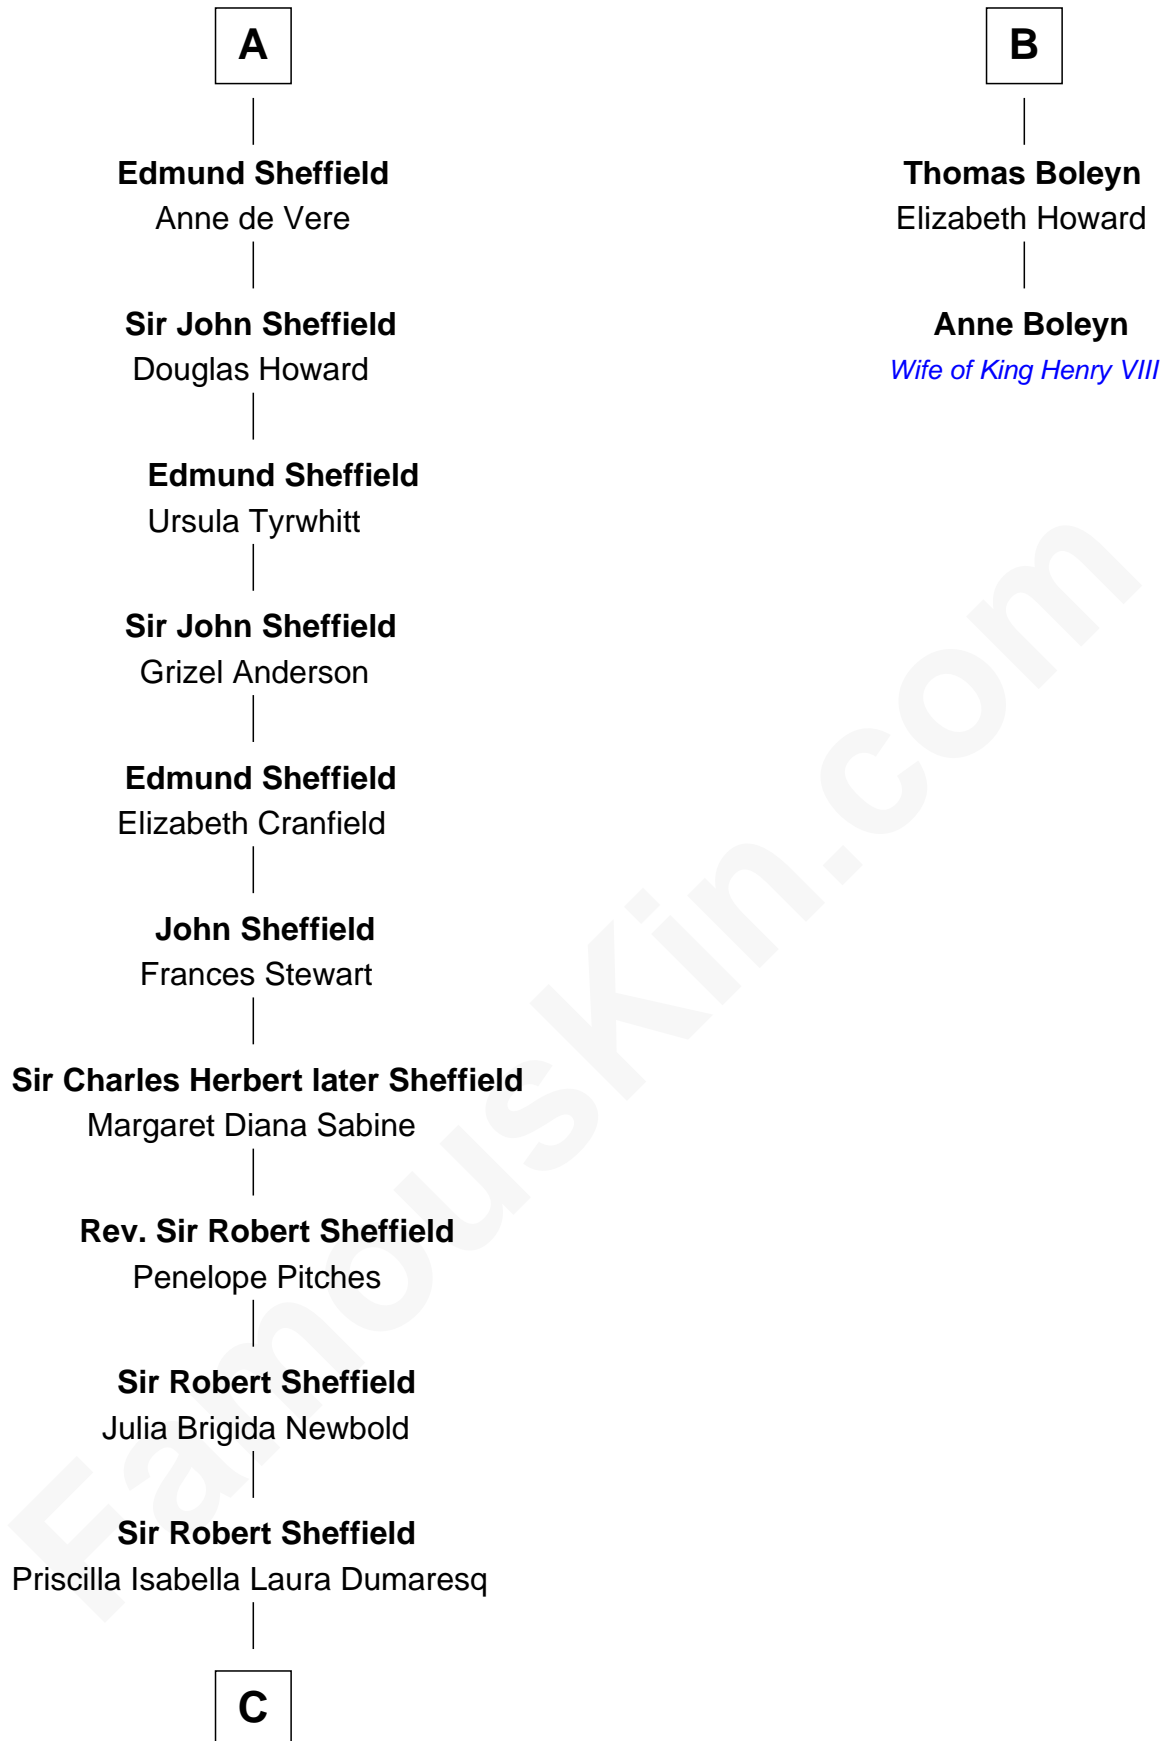 A
Edmund Sheffield
Anne de Vere
Sir John Sheffield
Douglas Howard
Edmund Sheffield
Ursula Tyrwhitt
Sir John Sheffield
Grizel Anderson
Edmund Sheffield
Elizabeth Cranfield
John Sheffield
Frances Stewart
Sir Charles Herbert later Sheffield
Margaret Diana Sabine
Rev. Sir Robert Sheffield
Penelope Pitches
Sir Robert Sheffield
Julia Brigida Newbold
Sir Robert Sheffield
Priscilla Isabella Laura Dumaresq
C
B
Thomas Boleyn
Elizabeth Howard
Anne Boleyn
Wife of King Henry VIII
FamousKin.com